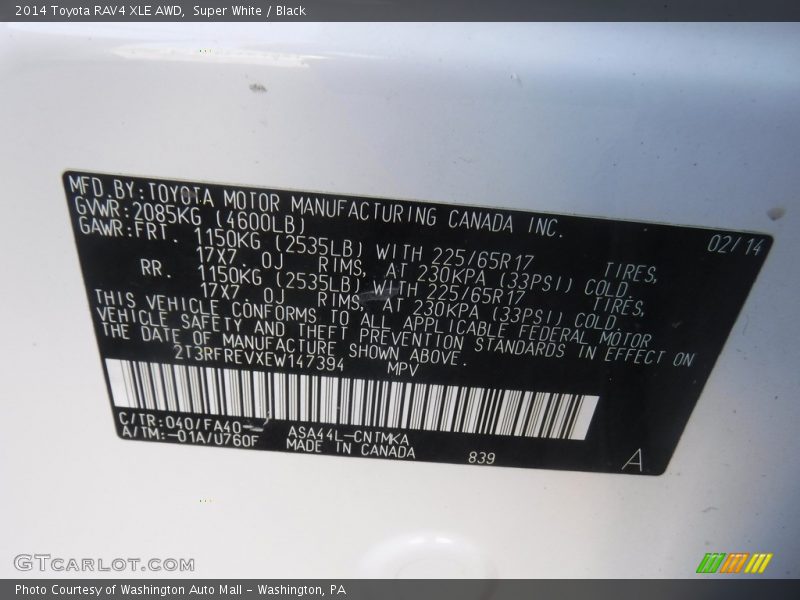 2014 Toyota RAV4 XLE AWD, Super White / Black
MFD.BY:TOYOTA MOTOR MANUFACTURING CANADA INC.
GVWR:2085KG (4600LB) 02/14
GAWR:FRT. 1150KG (2535LB) WITH 225/65R17 TIRES,
17X7. 0J RIMS, AT 230KPA (33PSI) COLD.
RR. 1150KG (2535LB) WITH 225/65R17 TIRES,
17X7. 0J RIMS, AT 230KPA (33PSI) COLD.
THIS VEHICLE CONFORMS TO ALL APPLICABLE FEDERAL MOTOR
VEHICLE SAFETY AND THEFT PREVENTION STANDARDS IN EFFECT ON
THE DATE OF MANUFACTURE SHOWN ABOVE.
2T3RFREVXEW147394 MPV
C/TR:040/FA40 ASA44L-CNTMKA
A/TM:-01A/U760F MADE IN CANADA 839 A
GTCARLOT.COM
Photo Courtesy of Washington Auto Mall - Washington, PA